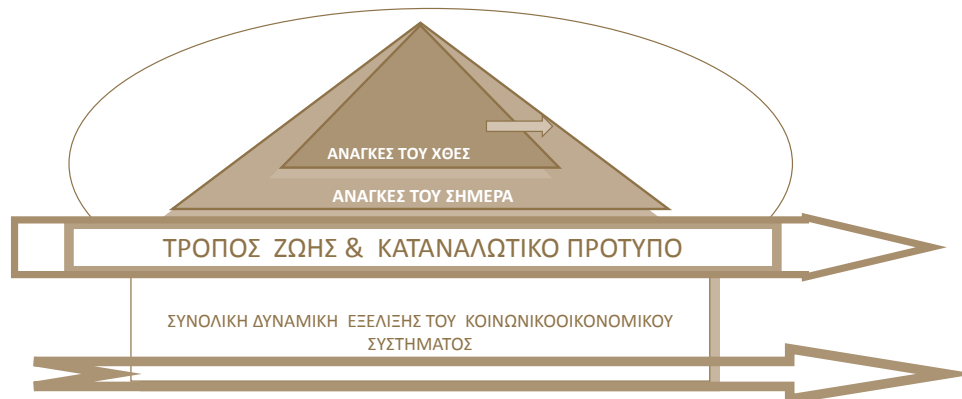 ΑΝΑΓΚΕΣ ΤΟΥ ΧΘΕΣ
ΑΝΑΓΚΕΣ ΤΟΥ ΣΗΜΕΡΑ
ΤΡΟΠΟΣ ΖΩΗΣ & ΚΑΤΑΝΑΛΩΤΙΚΟ ΠΡΟΤΥΠΟ
ΣΥΝΟΛΙΚΗ ΔΥΝΑΜΙΚΗ ΕΞΕΛΙΞΗΣ ΤΟΥ ΚΟΙΝΩΝΙΚΟΟΙΚΟΝΟΜΙΚΟΥ
ΣΥΣΤΗΜΑΤΟΣ